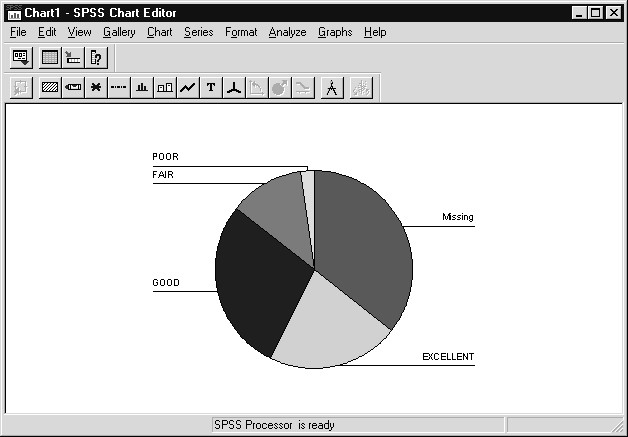 Chart1 - SPSS Chart Editor
File Edit View Gallery Chart Series Format Analyze Graphs Help
T
POOR
FAIR
Missing
GOOD
EXCELLENT
SPSS Processor is ready